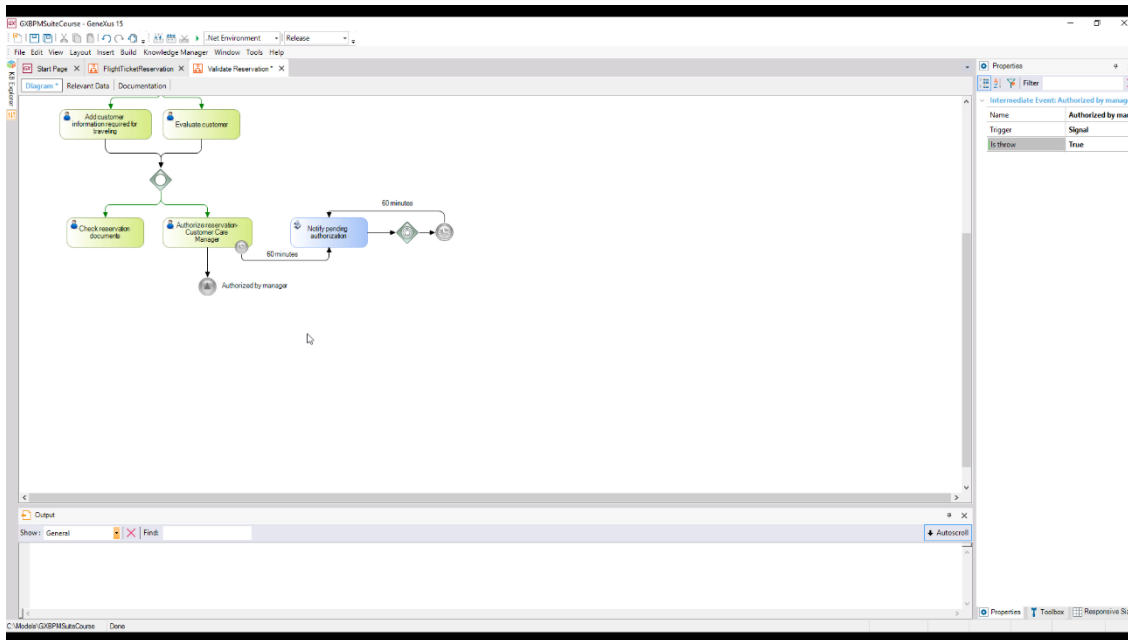 GXBPMSuiteCourse - GeneXus 15
.Net Environment Release
File Edit View Layout Insert Build Knowledge Manager Window Tools Help
Start Page X FlightTicketReservation X Validate Reservation * X
Diagram * Relevant Data Documentation
KB Explorer
Add customer
information required for
traveling
Evaluate customer
Check reservation
documents
Authorize reservation-
Customer Care
Manager
60 minutes
Notify pending
authorization
60 minutes
Authorized by manager
Properties
Filter
Intermediate Event: Authorized by manag
Name Authorized by mar
Trigger Signal
Is throw True
Output
Show: General Find:
Autoscroll
Properties Toolbox Responsive Siz
C:\Models\GXBPMSuiteCourse Done